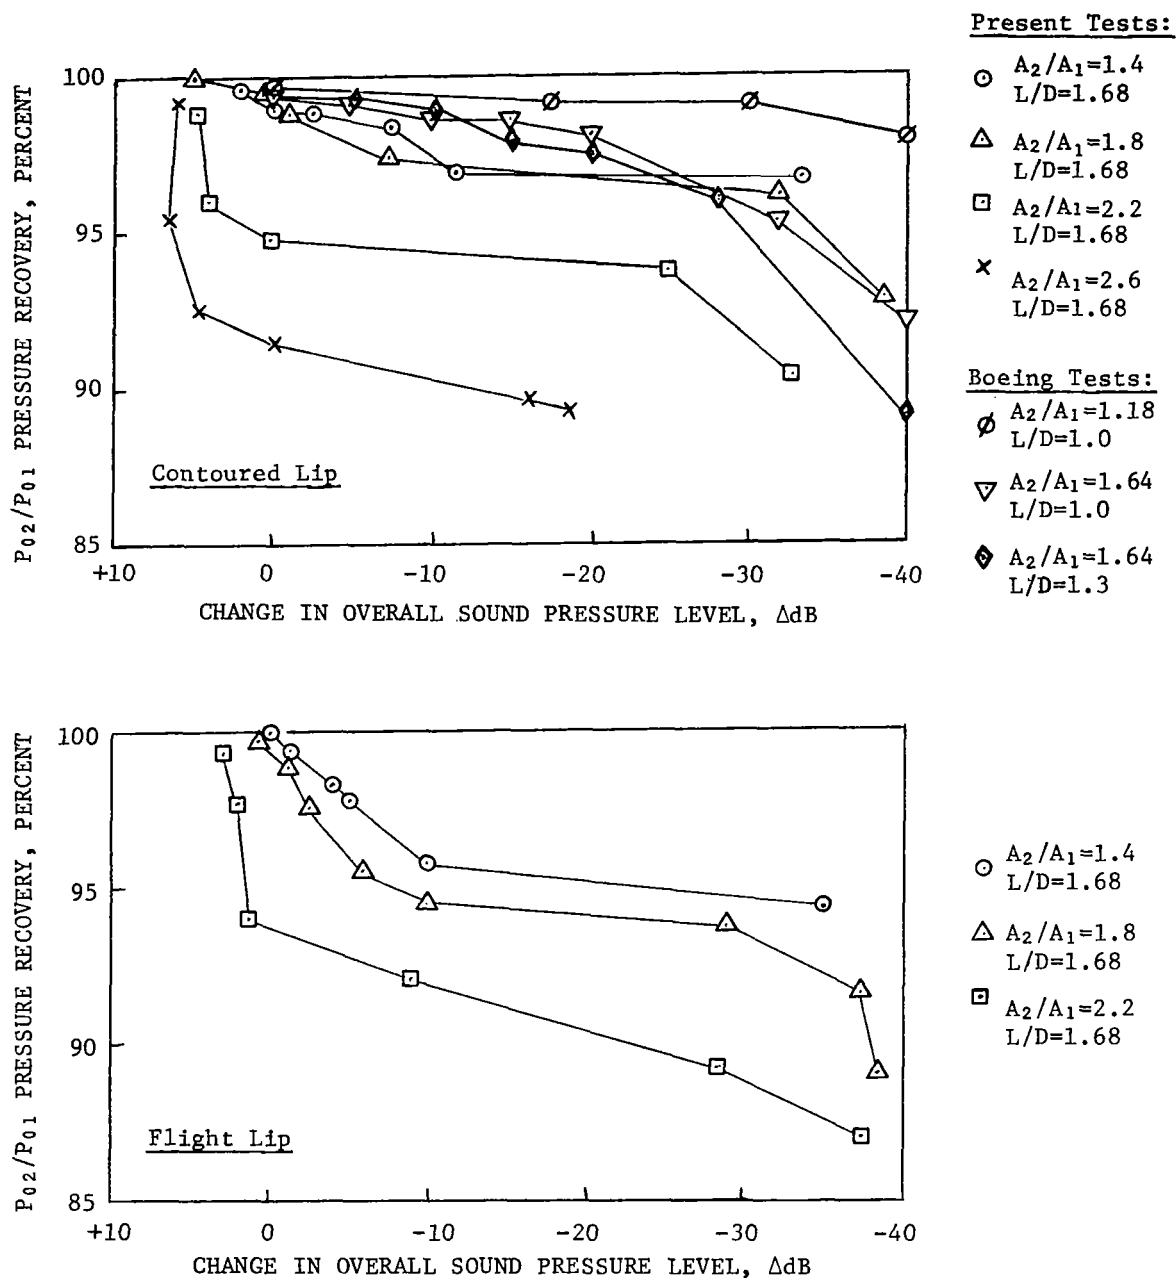 Present Tests:
A2/A1=1.4
L/D=1.68
A2/A1=1.8
L/D=1.68
A2/A1=2.2
L/D=1.68
A2/A1=2.6
L/D=1.68
Boeing Tests:
A2/A1=1.18
L/D=1.0
A2/A1=1.64
L/D=1.0
A2/A1=1.64
L/D=1.3
P02/P01 PRESSURE RECOVERY, PERCENT
100
95
90
85
Contoured Lip
+10 0 -10 -20 -30 -40
CHANGE IN OVERALL SOUND PRESSURE LEVEL, ΔdB
P02/P01 PRESSURE RECOVERY, PERCENT
100
95
90
85
Flight Lip
+10 0 -10 -20 -30 -40
CHANGE IN OVERALL SOUND PRESSURE LEVEL, ΔdB
A2/A1=1.4
L/D=1.68
A2/A1=1.8
L/D=1.68
A2/A1=2.2
L/D=1.68